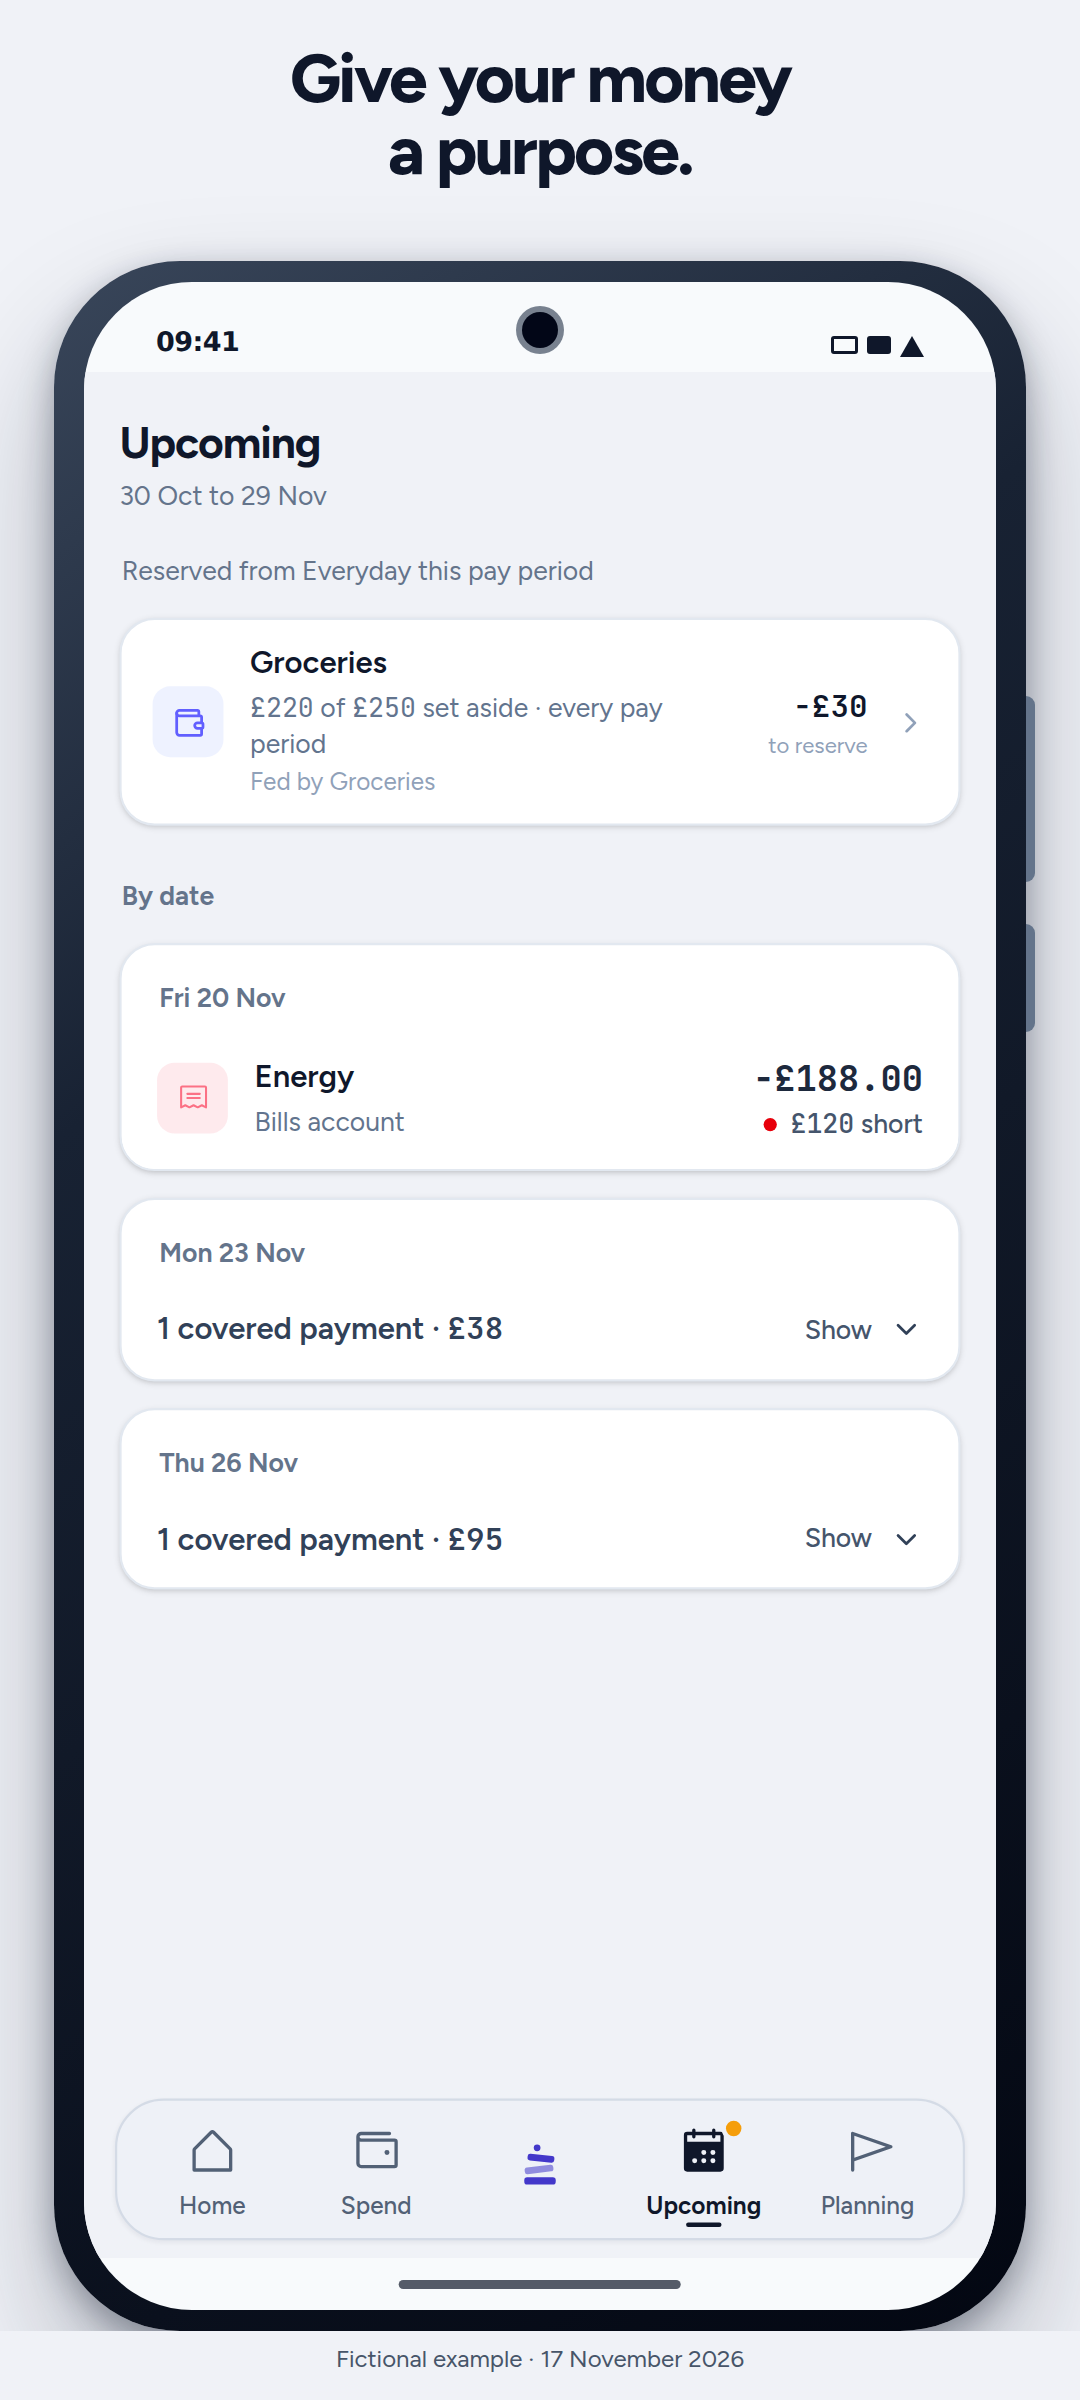 Give your money
a purpose.
09:41
Upcoming
30 Oct to 29 Nov
Reserved from Everyday this pay period
Groceries
£220 of £250 set aside · every pay
period
Fed by Groceries
-£30
to reserve
By date
Fri 20 Nov
Energy
-£188.00
Bills account
£120 short
Mon 23 Nov
1 covered payment · £38
Show
Thu 26 Nov
1 covered payment · £95
Show
Home
Spend
Upcoming
Planning
Fictional example · 17 November 2026